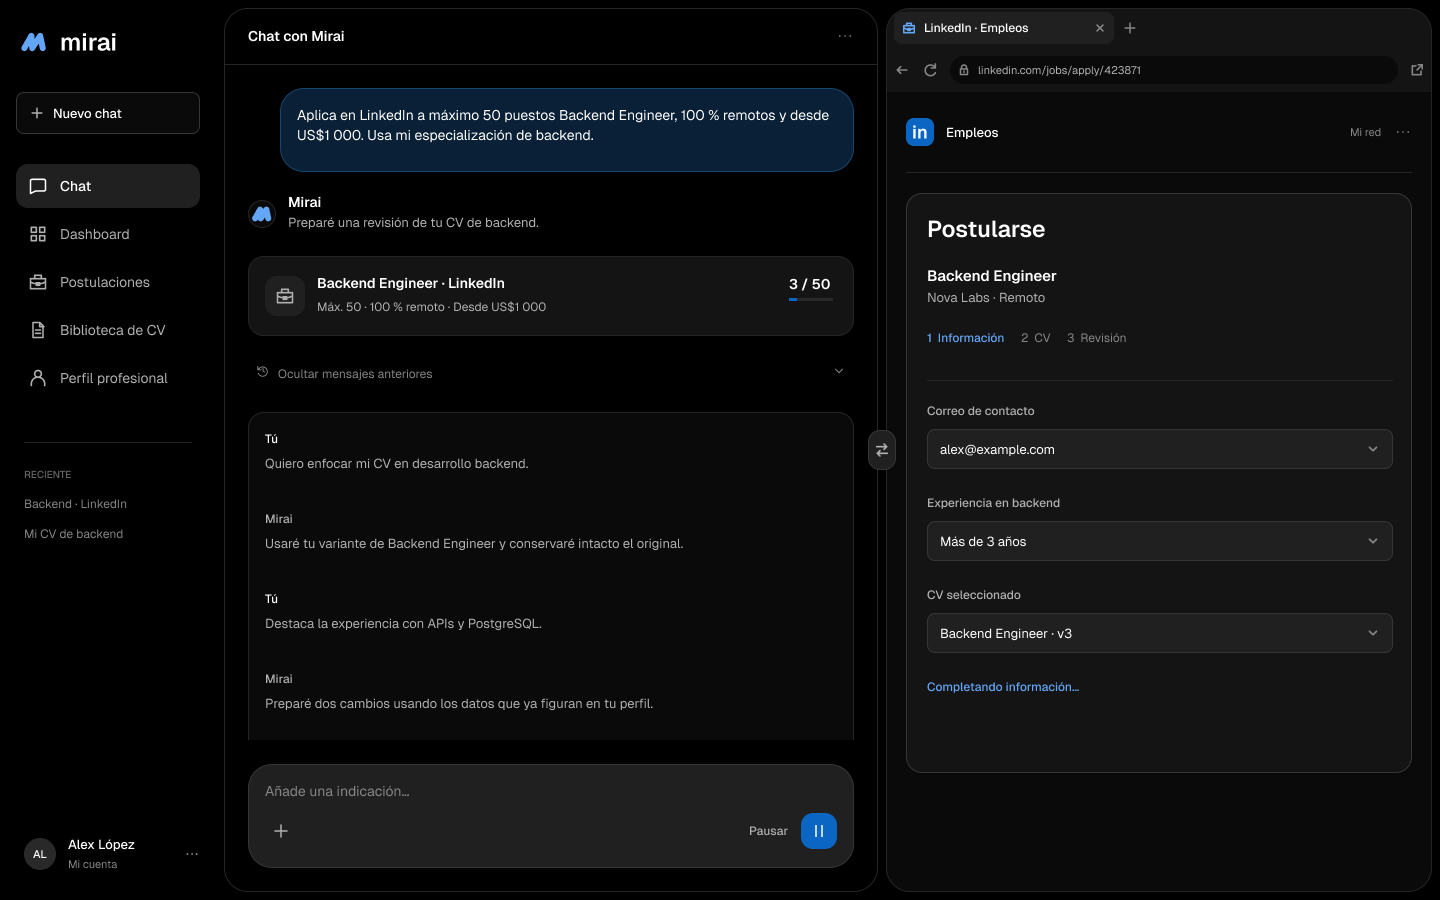 mirai
Nuevo chat
Chat
Dashboard
Postulaciones
Biblioteca de CV
Perfil profesional
RECIENTE
Backend · LinkedIn
Mi CV de backend
AL
Alex López
Mi cuenta
Chat con Mirai
Aplica en LinkedIn a máximo 50 puestos Backend Engineer, 100 % remotos y desde
US$1 000. Usa mi especialización de backend.
Mirai
Preparé una revisión de tu CV de backend.
Backend Engineer · LinkedIn
Máx. 50 · 100 % remoto · Desde US$1 000
3 / 50
Ocultar mensajes anteriores
Tú
Quiero enfocar mi CV en desarrollo backend.
Mirai
Usaré tu variante de Backend Engineer y conservaré intacto el original.
Tú
Destaca la experiencia con APIs y PostgreSQL.
Mirai
Preparé dos cambios usando los datos que ya figuran en tu perfil.
Añade una indicación...
Pausar
LinkedIn · Empleos
linkedin.com/jobs/apply/423871
in
Empleos
Mi red
Postularse
Backend Engineer
Nova Labs · Remoto
1 Información 2 CV 3 Revisión
Correo de contacto
alex@example.com
Experiencia en backend
Más de 3 años
CV seleccionado
Backend Engineer · v3
Completando información...